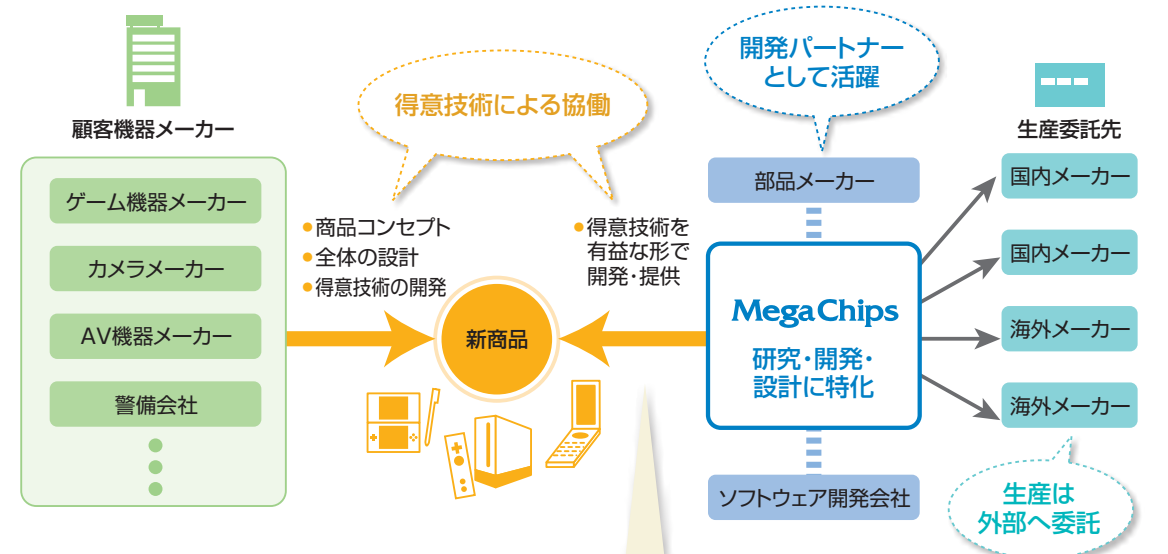 顧客機器メーカー
ゲーム機器メーカー
カメラメーカー
AV機器メーカー
警備会社
得意技術による協働
●商品コンセプト
●全体の設計
●得意技術の開発
●得意技術を
有益な形で
開発・提供
新商品
開発パートナー
として活躍
部品メーカー
MegaChips
研究・開発・
設計に特化
ソフトウェア開発会社
生産委託先
国内メーカー
国内メーカー
海外メーカー
海外メーカー
生産は
外部へ委託